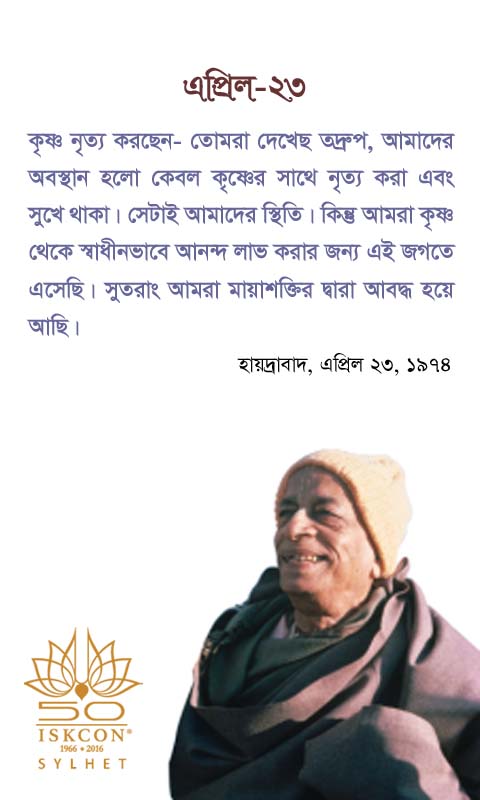 এপ্রিল-২৩
কৃষ্ণ নৃত্য করছেন- তোমরা দেখেছ তদ্রূপ, আমাদের
অবস্থান হলো কেবল কৃষ্ণের সাথে নৃত্য করা এবং
সুখে থাকা। সেটাই আমাদের স্থিতি। কিন্তু আমরা কৃষ্ণ
থেকে স্বাধীনভাবে আনন্দ লাভ করার জন্য এই জগতে
এসেছি। সুতরাং আমরা মায়াশক্তির দ্বারা আবদ্ধ হয়ে
আছি।
হায়দ্রাবাদ, এপ্রিল ২৩, ১৯৭৪
50
ISKCON®
1966 • 2016
SYLHET